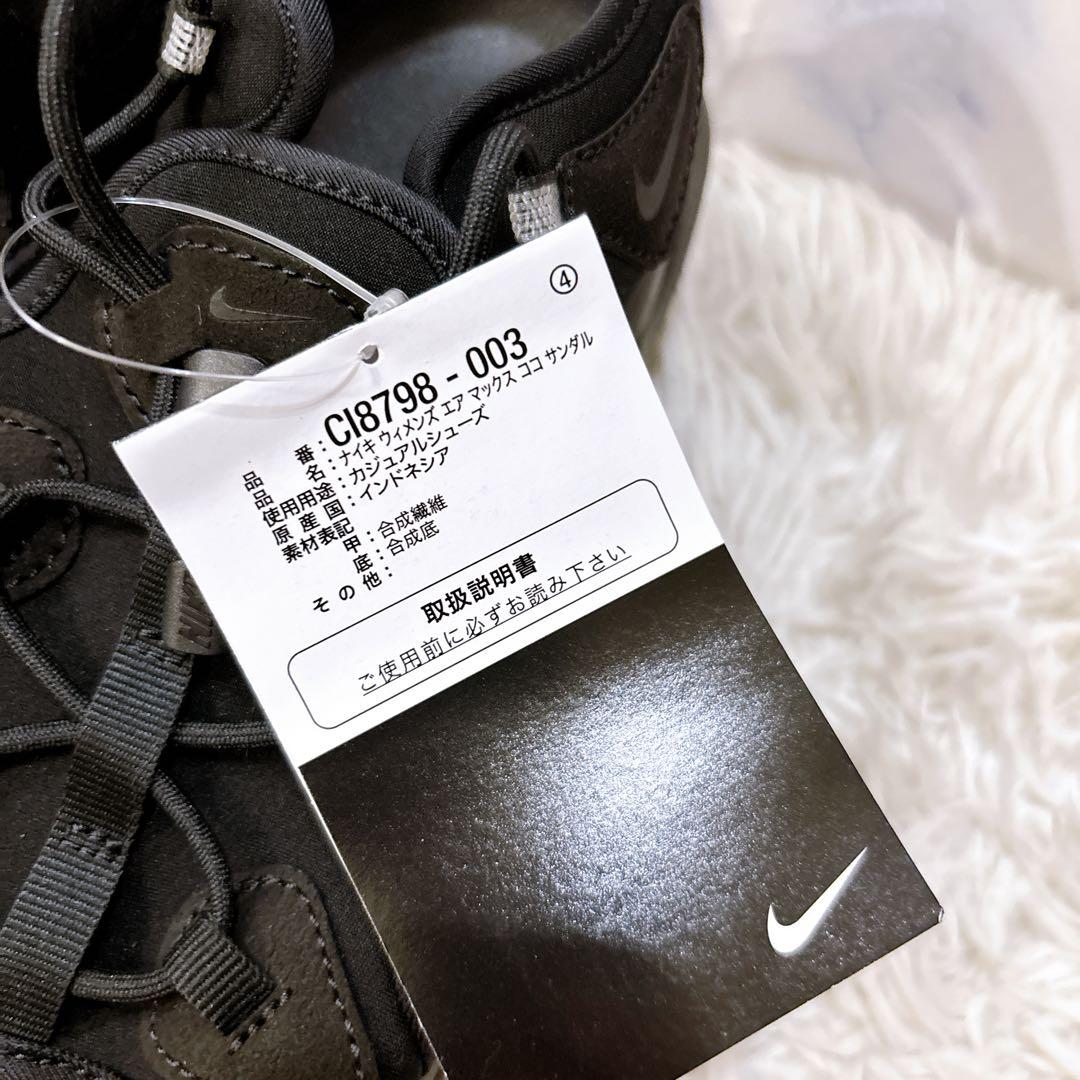 ④
品番：CI8798 - 003
品名：ナイキ ウィメンズ エア マックス ココ サンダル
使用用途：カジュアルシューズ
原産国：インドネシア
素材表記
甲：合成繊維
底：合成底
その他：
取扱説明書
ご使用前に必ずお読み下さい